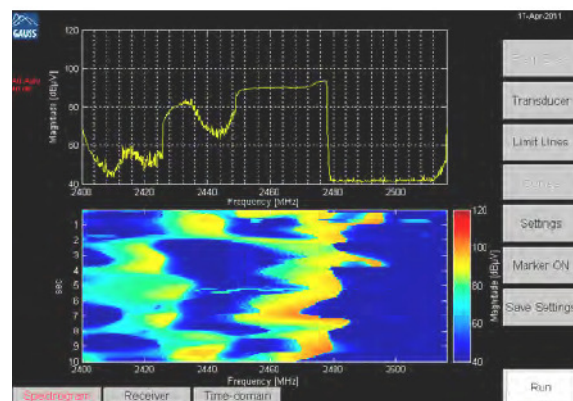 GAUSS
17-Apr-2011
120
100
80
60
40
Magnitude [dBµV]
2400 2420 2440 2460 2480 2500
Frequency [MHz]
1
2
3
4
5
6
7
8
9
10
sec
2400 2420 2440 2460 2480 2500
Frequency [MHz]
120
100
80
60
40
Magnitude [dBµV]
Transducer
Limit Lines
Settings
Marker ON
Save Settings
Run
Spectrogram
Receiver
Time-domain